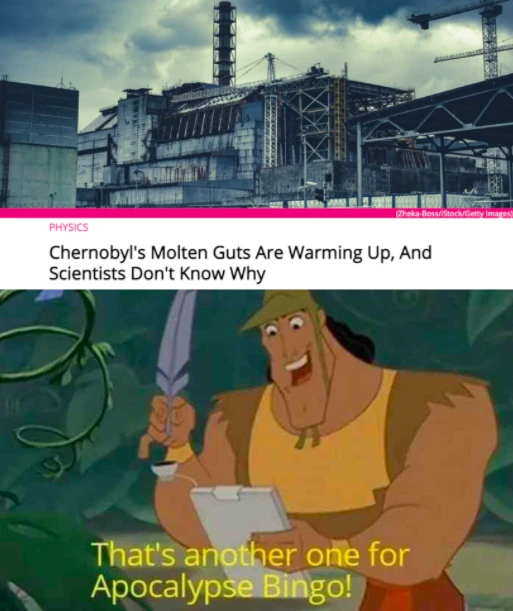 (Zheka-Boss/iStock/Getty Images)
PHYSICS
Chernobyl's Molten Guts Are Warming Up, And
Scientists Don't Know Why
That's another one for
Apocalypse Bingo!